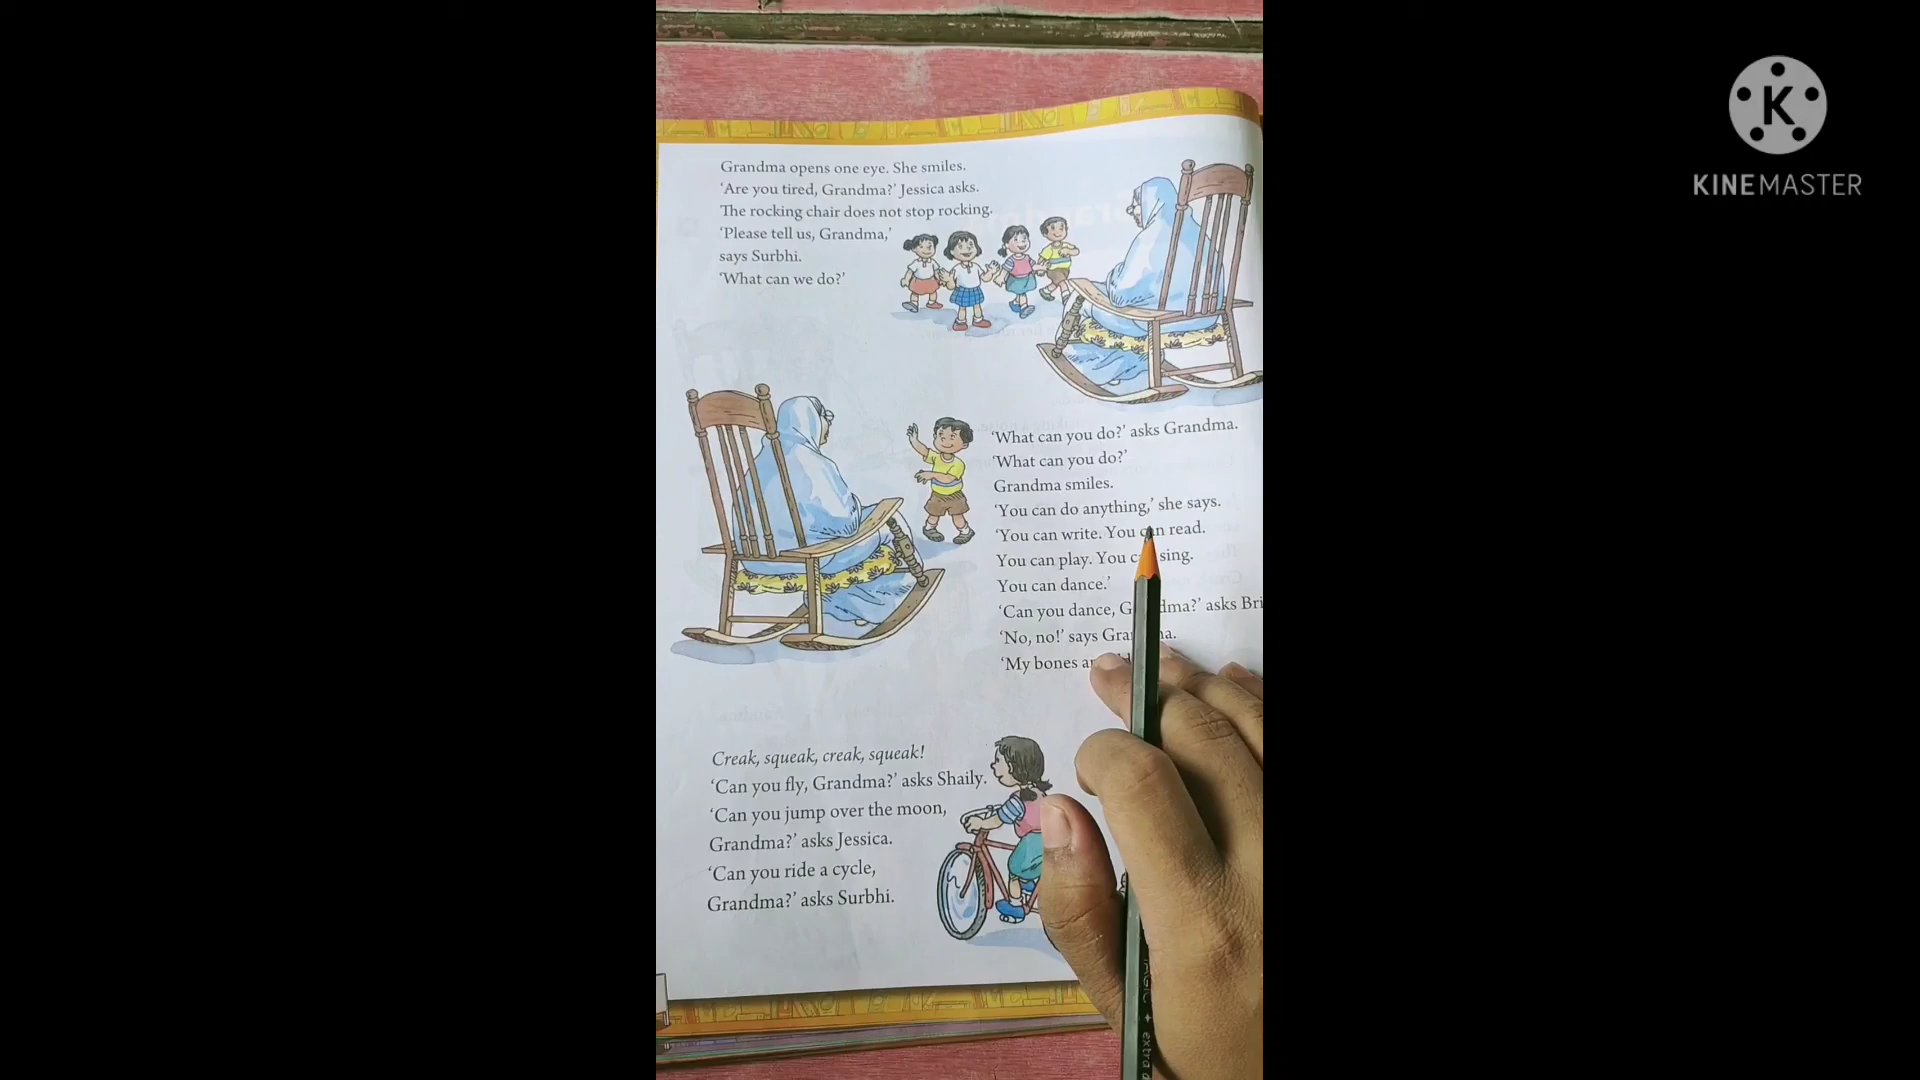 Grandma opens one eye. She smiles.
‘Are you tired, Grandma?’ Jessica asks.
The rocking chair does not stop rocking.
‘Please tell us, Grandma,’
says Surbhi.
‘What can we do?’
‘What can you do?’ asks Grandma.
‘What can you do?’
Grandma smiles.
‘You can do anything,’ she says.
‘You can write. You can read.
You can play. You can sing.
You can dance.’
‘Can you dance, Grandma?’ asks
‘No, no!’ says Grandma.
‘My bones
Creak, squeak, creak, squeak!
‘Can you fly, Grandma?’ asks Shaily.
‘Can you jump over the moon,
Grandma?’ asks Jessica.
‘Can you ride a cycle,
Grandma?’ asks Surbhi.
K
KINEMASTER
+ extra